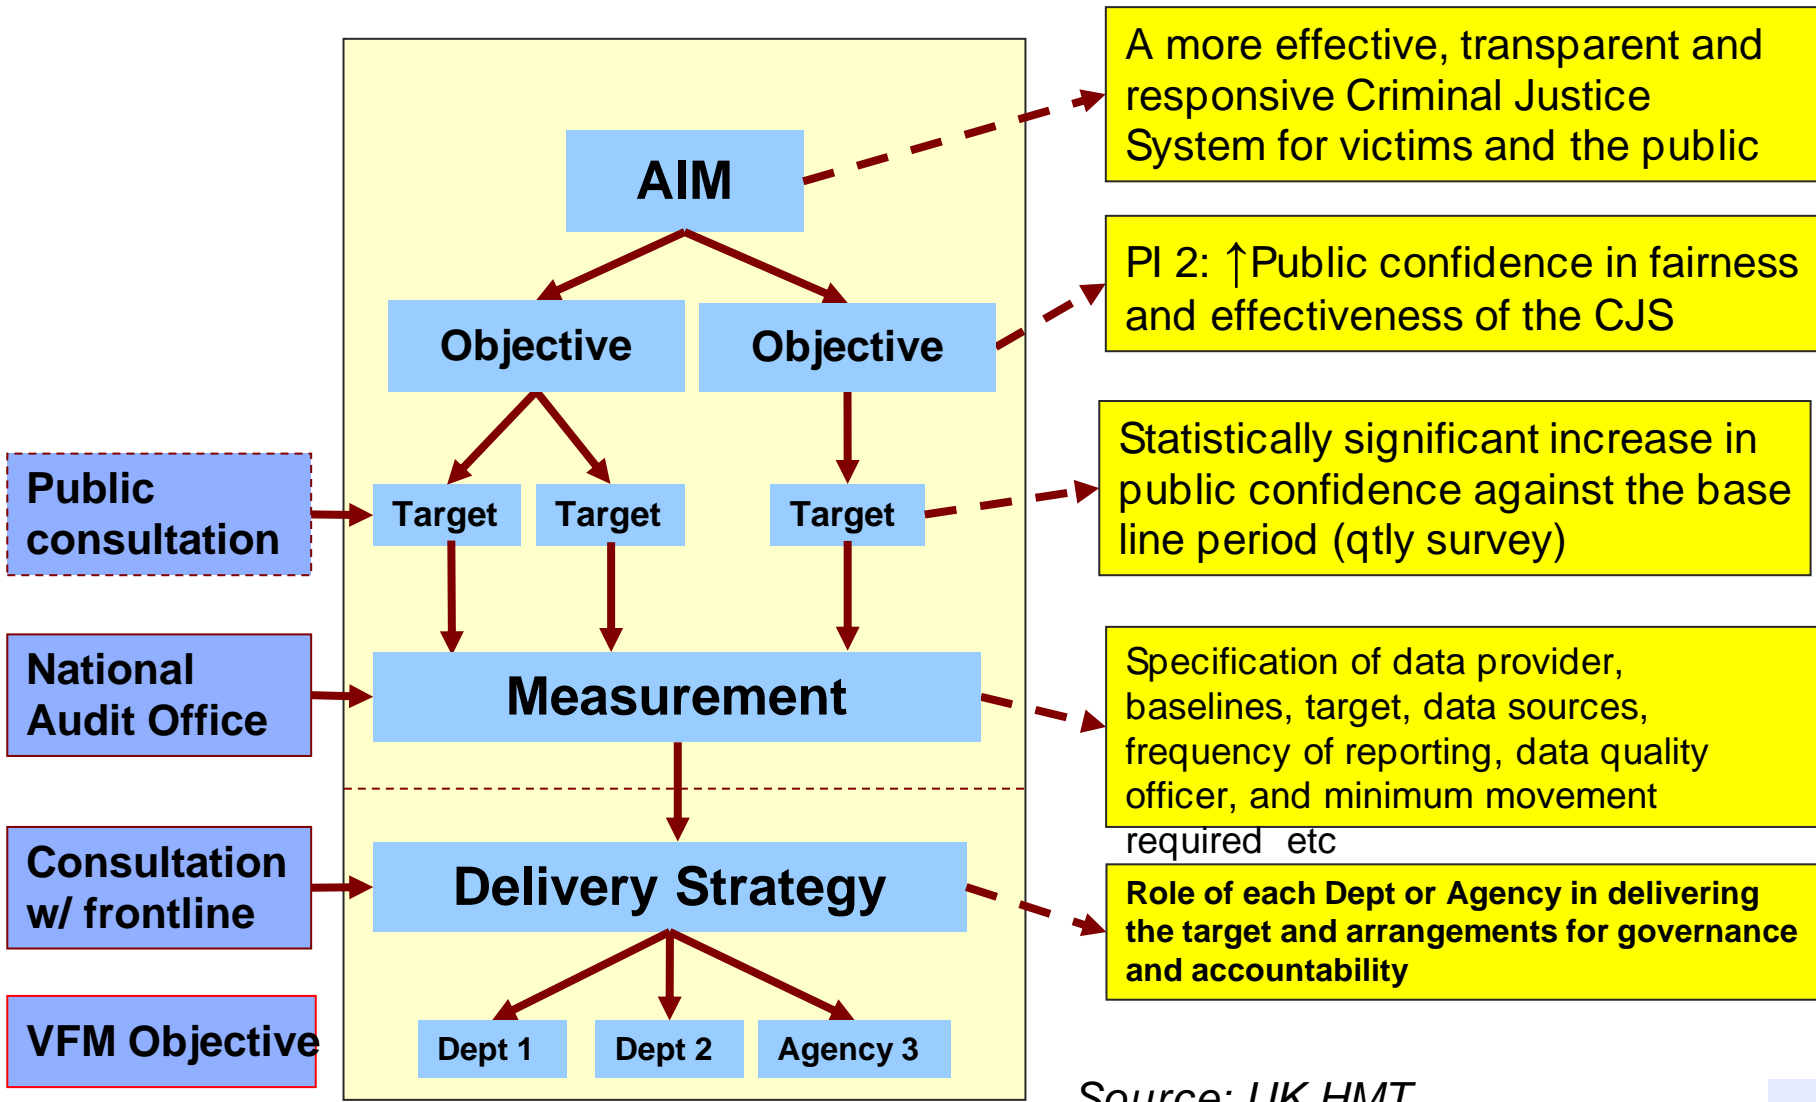 A more effective, transparent and
responsive Criminal Justice
System for victims and the public
AIM
PI 2: ↑Public confidence in fairness
and effectiveness of the CJS
Objective
Objective
Statistically significant increase in
public confidence against the base
line period (qtly survey)
Public
consultation
Target
Target
Target
Specification of data provider,
baselines, target, data sources,
frequency of reporting, data quality
officer, and minimum movement
required etc
National
Audit Office
Measurement
Consultation
w/ frontline
Delivery Strategy
Role of each Dept or Agency in delivering
the target and arrangements for governance
and accountability
VFM Objective
Dept 1
Dept 2
Agency 3
Source: UK HMT